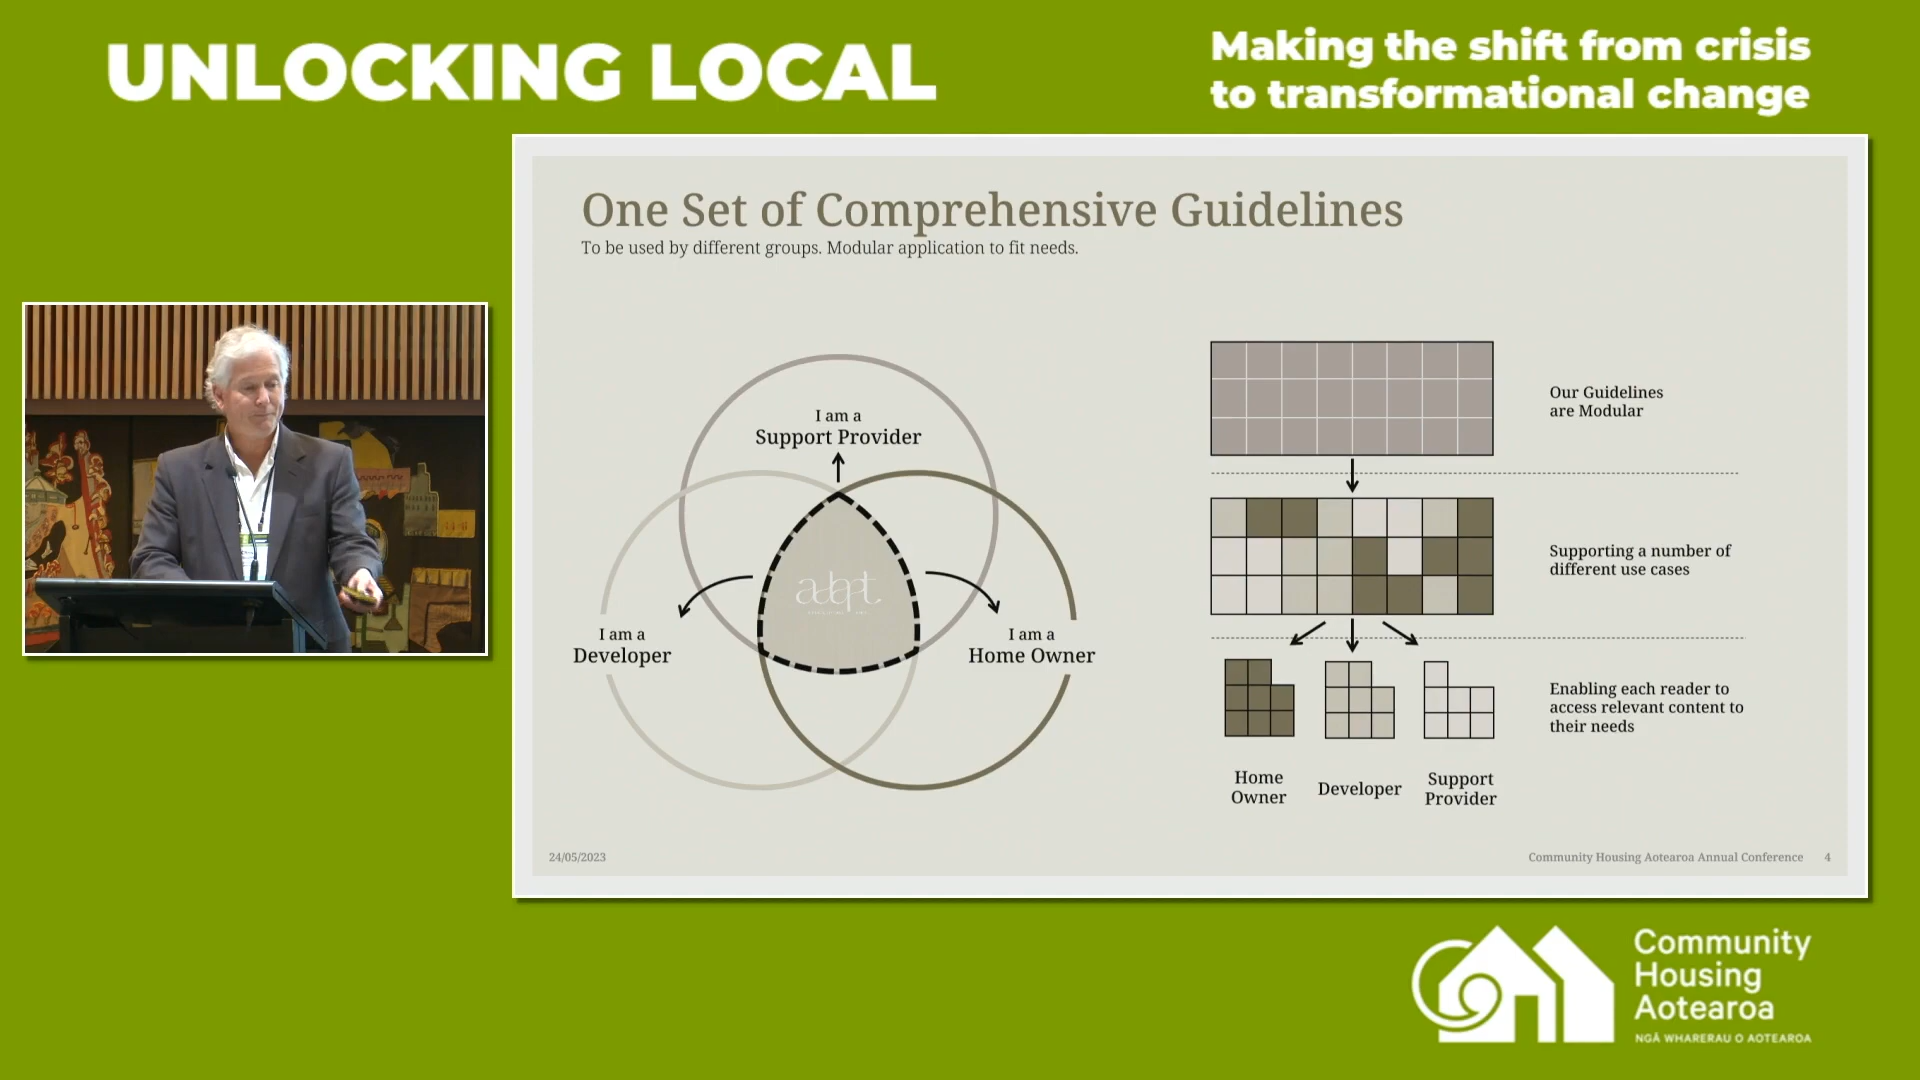 UNLOCKING LOCAL
Making the shift from crisis
to transformational change
One Set of Comprehensive Guidelines
To be used by different groups. Modular application to fit needs.
I am a
Support Provider
adept
I am a
Developer
I am a
Home Owner
Our Guidelines
are Modular
Supporting a number of
different use cases
Enabling each reader to
access relevant content to
their needs
Home
Owner
Developer
Support
Provider
24/05/2023
Community Housing Aotearoa Annual Conference 4
Community
Housing
Aotearoa
NGĀ WHARERAU O AOTEAROA